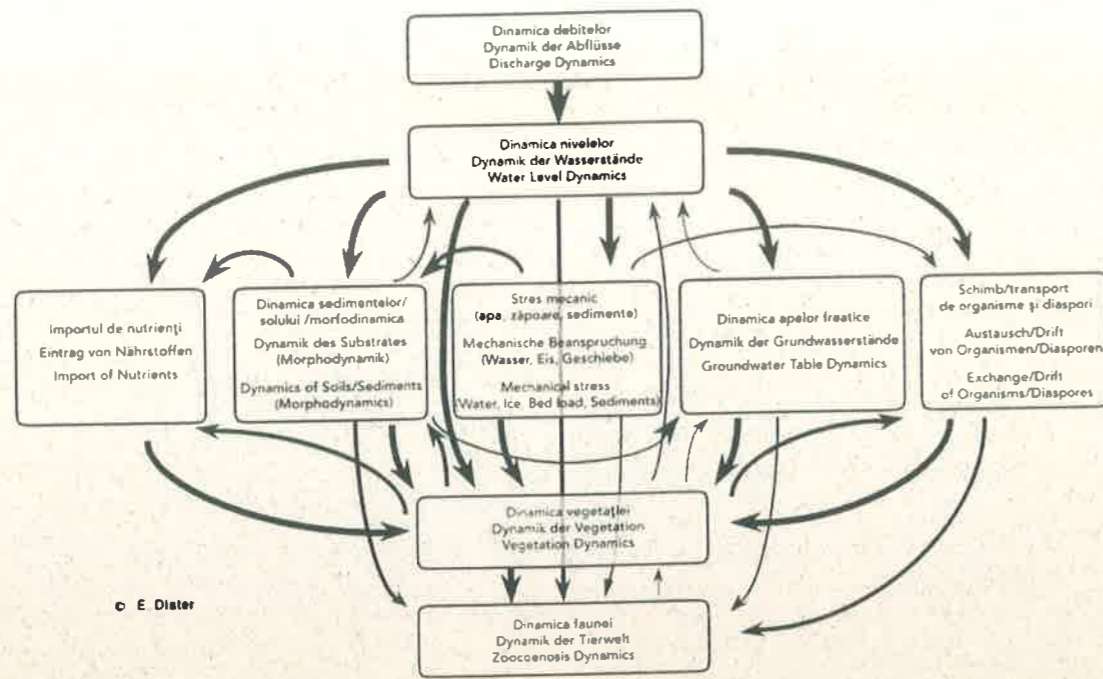 Dinamica debitelor
Dynamik der Abflüsse
Discharge Dynamics
Dinamica nivelelor
Dynamik der Wasserstände
Water Level Dynamics
Importul de nutrienţi
Eintrag von Nährstoffen
Import of Nutrients
Dinamica sedimentelor/
solului /morfodinamica
Dynamik des Substrates
(Morphodynamik)
Dynamics of Soils/Sediments
(Morphodynamics)
Stres mecanic
(apa, zăpoare, sedimente)
Mechanische Beanspruchung
(Wasser, Eis, Geschiebe)
Mechanical stress
(Water, Ice, Bed load, Sediments)
Dinamica apelor freatice
Dynamik der Grundwasserstände
Groundwater Table Dynamics
Schimb/transport
de organisme şi diaspori
Austausch/Drift
von Organismen/Diasporen
Exchange/Drift
of Organisms/Diaspores
Dinamica vegetaţiei
Dynamik der Vegetation
Vegetation Dynamics
Dinamica faunei
Dynamik der Tierwelt
Zoocoenosis Dynamics
© E. Dister